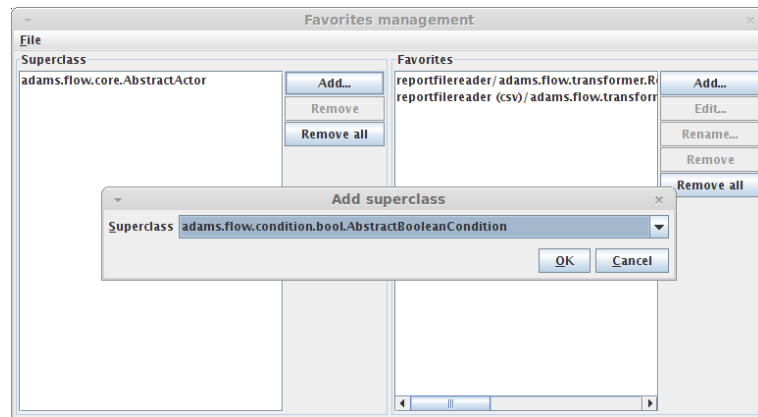 Favorites management
File
Superclass
Favorites
adams.flow.core.AbstractActor
Add...
Remove
Remove all
reportfilereader/adams.flow.transformer.R
reportfilereader (csv)/adams.flow.transforr
Add...
Edit...
Rename...
Remove
Remove all
Add superclass
Superclass adams.flow.condition.bool.AbstractBooleanCondition
OK Cancel